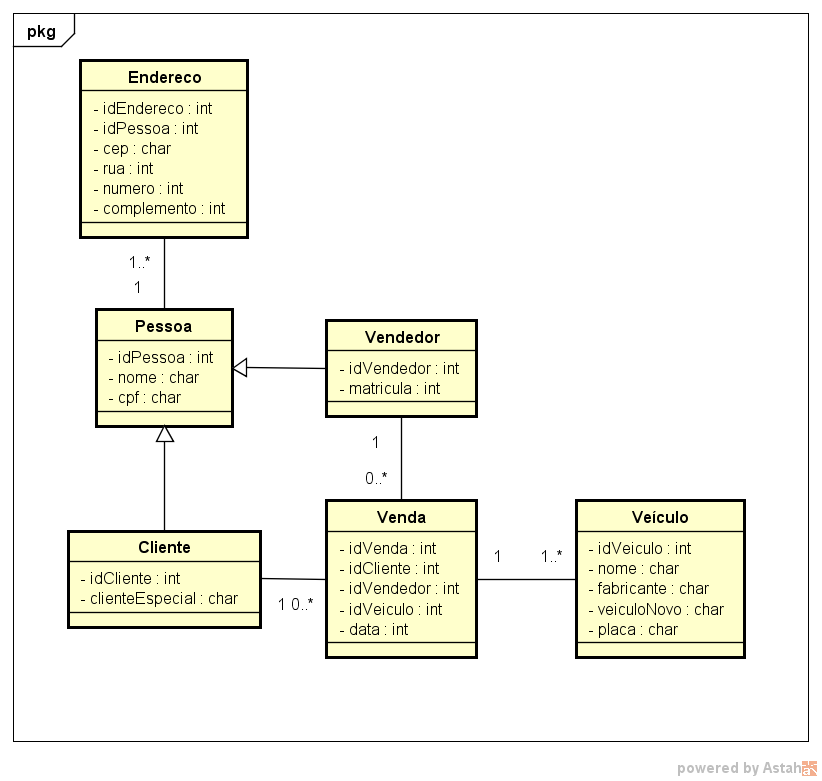 pkg
Endereco
- idEndereco : int
- idPessoa : int
- cep : char
- rua : int
- numero : int
- complemento : int
1..*
1
Pessoa
- idPessoa : int
- nome : char
- cpf : char
Vendedor
- idVendedor : int
- matricula : int
1
0..*
Cliente
- idCliente : int
- clienteEspecial : char
1 0..*
Venda
- idVenda : int
- idCliente : int
- idVendedor : int
- idVeiculo : int
- data : int
1 1..*
Veículo
- idVeiculo : int
- nome : char
- fabricante : char
- veiculoNovo : char
- placa : char
powered by Astah